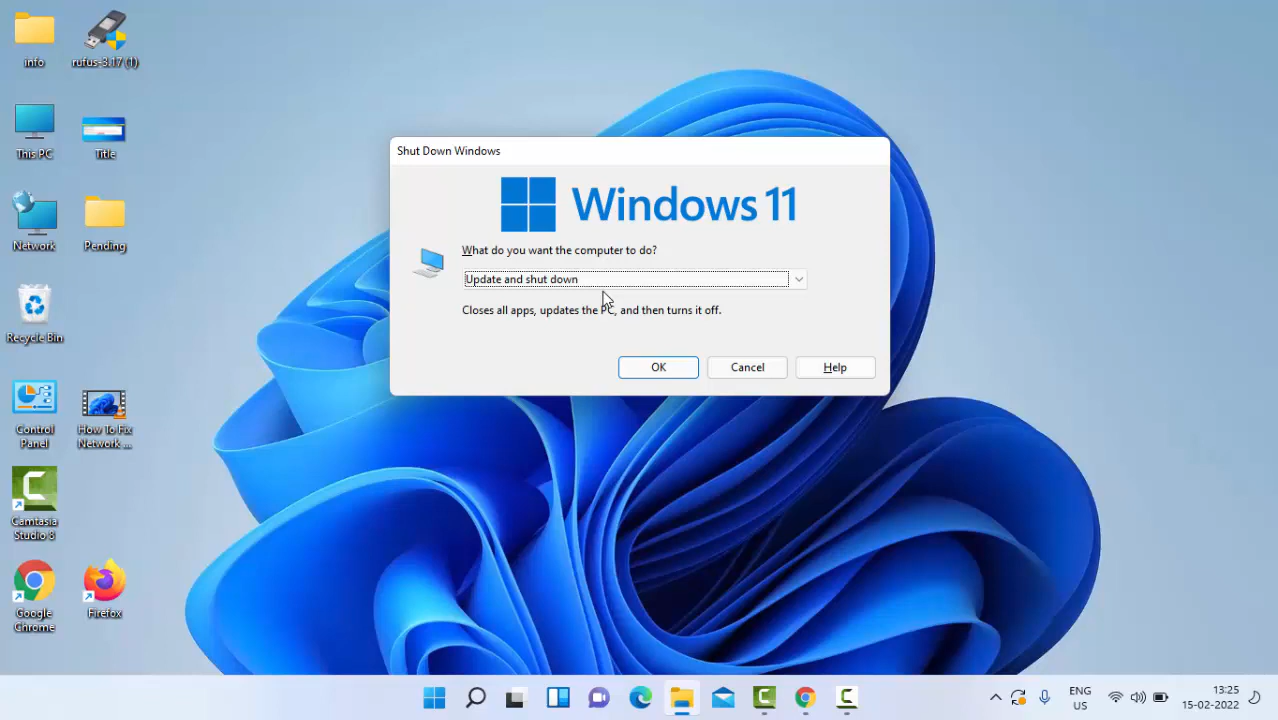 info
rufus-3.17 (1)
This PC
Title
Network
Pending
Recycle Bin
Control
Panel
How To Fix
Network ...
Camtasia
Studio 8
Google
Chrome
Firefox
Shut Down Windows
Windows 11
What do you want the computer to do?
Update and shut down
Closes all apps, updates the PC, and then turns it off.
OK
Cancel
Help
ENG
US
13:25
15-02-2022